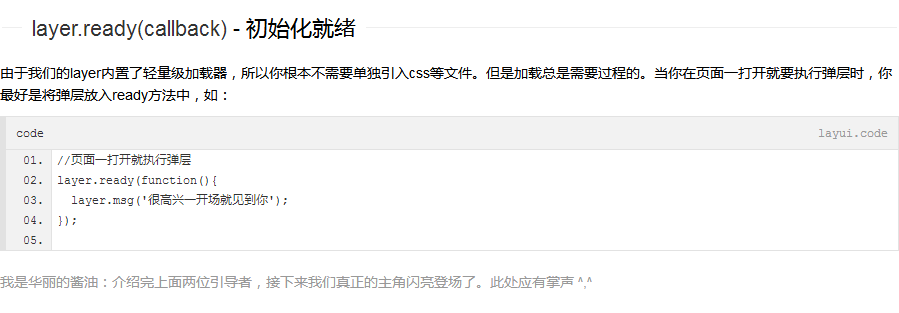 layer.ready(callback) - 初始化就绪
由于我们的layer内置了轻量级加载器，所以你根本不需要单独引入css等文件。但是加载总是需要过程的。当你在页面一打开就要执行弹层时，你
最好是将弹层放入ready方法中，如：
code layui.code
01. //页面一打开就执行弹层
02. layer.ready(function(){
03. layer.msg('很高兴一开场就见到你');
04. });
05.
我是华丽的酱油：介绍完上面两位引导者，接下来我们真正的主角闪亮登场了。此处应有掌声 ^,^